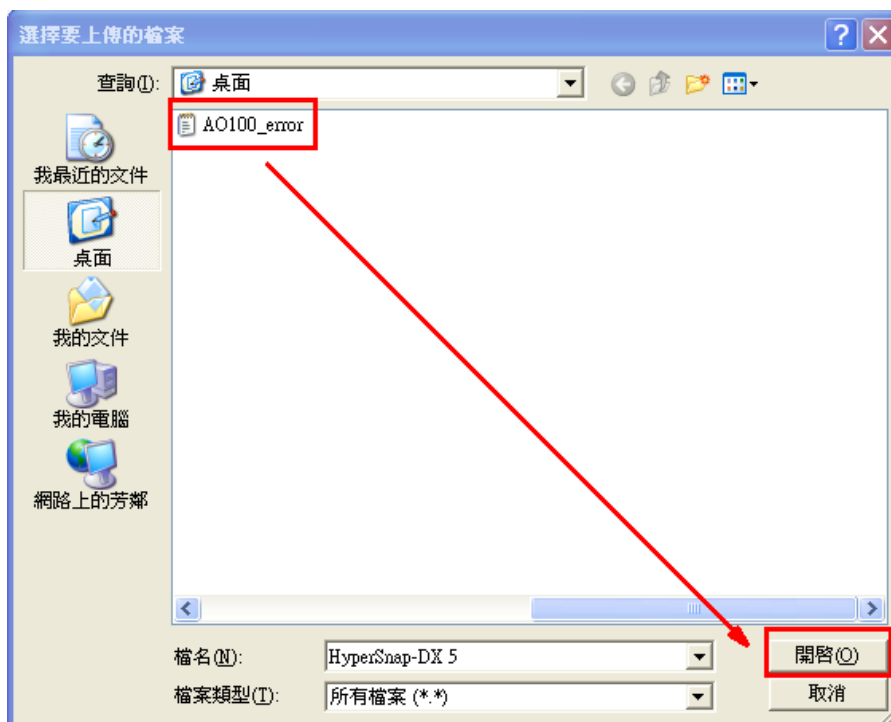 選擇要上傳的檔案
查詢(I):
桌面
AO100_error
我最近的文件
桌面
我的文件
我的電腦
網路上的芳鄰
檔名(N):
HyperSnap-DX 5
開啓(O)
檔案類型(T):
所有檔案 (*.*)
取消